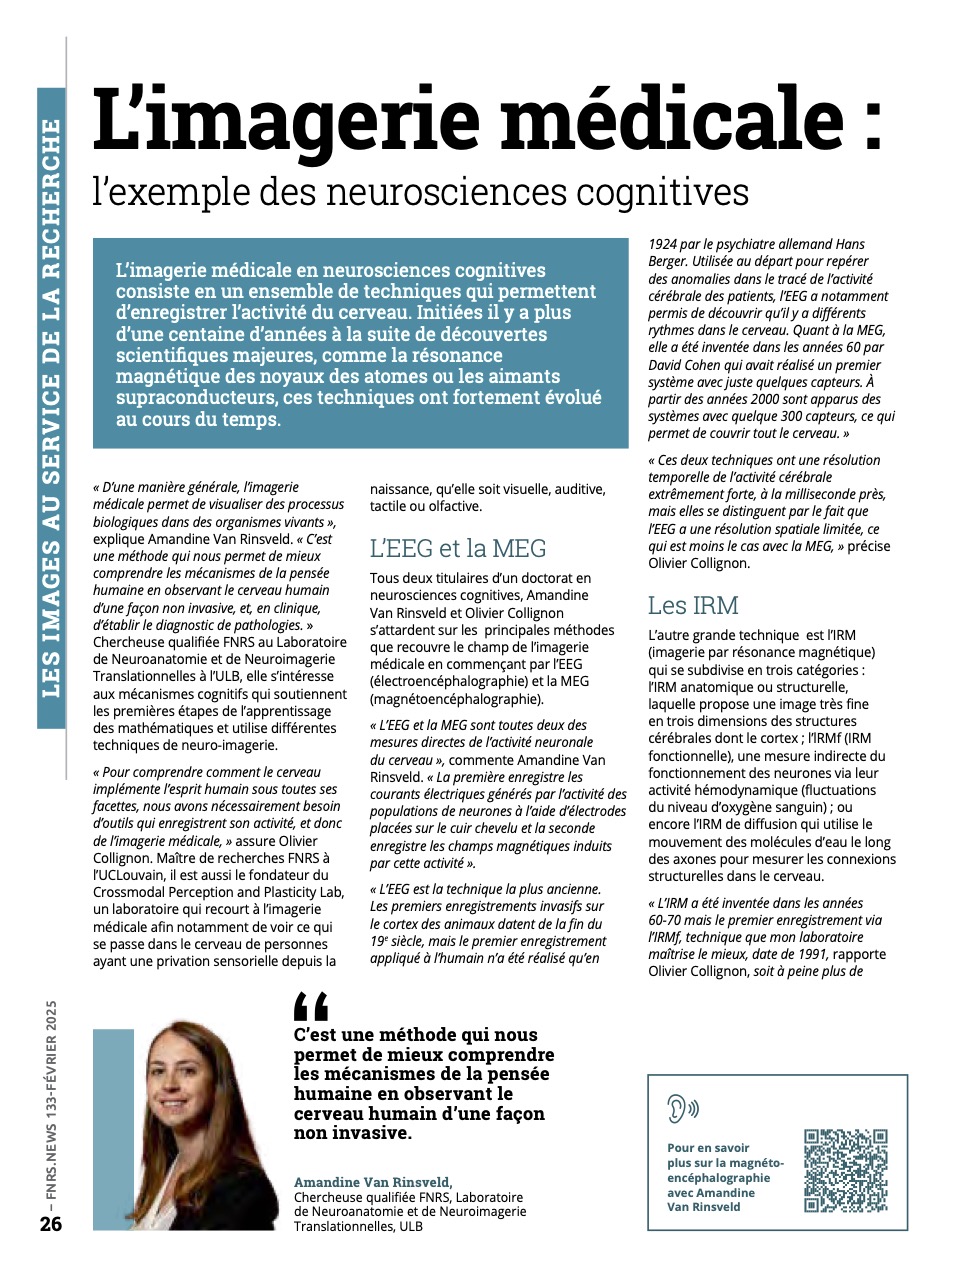 LES IMAGES AU SERVICE DE LA RECHERCHE
L’imagerie médicale :
l’exemple des neurosciences cognitives
L’imagerie médicale en neurosciences cognitives
consiste en un ensemble de techniques qui permettent
d’enregistrer l’activité du cerveau. Initiées il y a plus
d’une centaine d’années à la suite de découvertes
scientifiques majeures, comme la résonance
magnétique des noyaux des atomes ou les aimants
supraconducteurs, ces techniques ont fortement évolué
au cours du temps.
« D’une manière générale, l’imagerie
médicale permet de visualiser des processus
biologiques dans des organismes vivants »,
explique Amandine Van Rinsveld. « C’est
une méthode qui nous permet de mieux
comprendre les mécanismes de la pensée
humaine en observant le cerveau humain
d’une façon non invasive, et, en clinique,
d’établir le diagnostic de pathologies. »
Chercheuse qualifiée FNRS au Laboratoire
de Neuroanatomie et de Neuroimagerie
Translationnelles à l’ULB, elle s’intéresse
aux mécanismes cognitifs qui soutiennent
les premières étapes de l’apprentissage
des mathématiques et utilise différentes
techniques de neuro-imagerie.
« Pour comprendre comment le cerveau
implémente l’esprit humain sous toutes ses
facettes, nous avons nécessairement besoin
d’outils qui enregistrent son activité, et donc
de l’imagerie médicale, » assure Olivier
Collignon. Maître de recherches FNRS à
l’UCLouvain, il est aussi le fondateur du
Crossmodal Perception and Plasticity Lab,
un laboratoire qui recourt à l’imagerie
médicale afin notamment de voir ce qui
se passe dans le cerveau de personnes
ayant une privation sensorielle depuis la
naissance, qu’elle soit visuelle, auditive,
tactile ou olfactive.
L’EEG et la MEG
Tous deux titulaires d’un doctorat en
neurosciences cognitives, Amandine
Van Rinsveld et Olivier Collignon
s’attardent sur les principales méthodes
que recouvre le champ de l’imagerie
médicale en commençant par l’EEG
(électroencéphalographie) et la MEG
(magnétoencéphalographie).
« L’EEG et la MEG sont toutes deux des
mesures directes de l’activité neuronale
du cerveau », commente Amandine Van
Rinsveld. « La première enregistre les
courants électriques générés par l’activité des
populations de neurones à l’aide d’électrodes
placées sur le cuir chevelu et la seconde
enregistre les champs magnétiques induits
par cette activité ».
« L’EEG est la technique la plus ancienne.
Les premiers enregistrements invasifs sur
le cortex des animaux datent de la fin du
19e siècle, mais le premier enregistrement
appliqué à l’humain n’a été réalisé qu’en
1924 par le psychiatre allemand Hans
Berger. Utilisée au départ pour repérer
des anomalies dans le tracé de l’activité
cérébrale des patients, l’EEG a notamment
permis de découvrir qu’il y a différents
rythmes dans le cerveau. Quant à la MEG,
elle a été inventée dans les années 60 par
David Cohen qui avait réalisé un premier
système avec juste quelques capteurs. À
partir des années 2000 sont apparus des
systèmes avec quelque 300 capteurs, ce qui
permet de couvrir tout le cerveau. »
« Ces deux techniques ont une résolution
temporelle de l’activité cérébrale
extrêmement forte, à la milliseconde près,
mais elles se distinguent par le fait que
l’EEG a une résolution spatiale limitée, ce
qui est moins le cas avec la MEG, » précise
Olivier Collignon.
Les IRM
L’autre grande technique est l’IRM
(imagerie par résonance magnétique)
qui se subdivise en trois catégories :
l’IRM anatomique ou structurelle,
laquelle propose une image très fine
en trois dimensions des structures
cérébrales dont le cortex ; l’IRMf (IRM
fonctionnelle), une mesure indirecte du
fonctionnement des neurones via leur
activité hémodynamique (fluctuations
du niveau d’oxygène sanguin) ; ou
encore l’IRM de diffusion qui utilise le
mouvement des molécules d’eau le long
des axones pour mesurer les connexions
structurelles dans le cerveau.
« L’IRM a été inventée dans les années
60-70 mais le premier enregistrement via
l’IRMf, technique que mon laboratoire
maîtrise le mieux, date de 1991, rapporte
Olivier Collignon, soit à peine plus de
“
C’est une méthode qui nous
permet de mieux comprendre
les mécanismes de la pensée
humaine en observant le
cerveau humain d’une façon
non invasive.
Amandine Van Rinsveld,
Chercheuse qualifiée FNRS, Laboratoire
de Neuroanatomie et de Neuroimagerie
Translationnelles, ULB
Pour en savoir
plus sur la magnéto-
encéphalographie
avec Amandine
Van Rinsveld
26 – FNRS.NEWS 133-FÉVRIER 2025